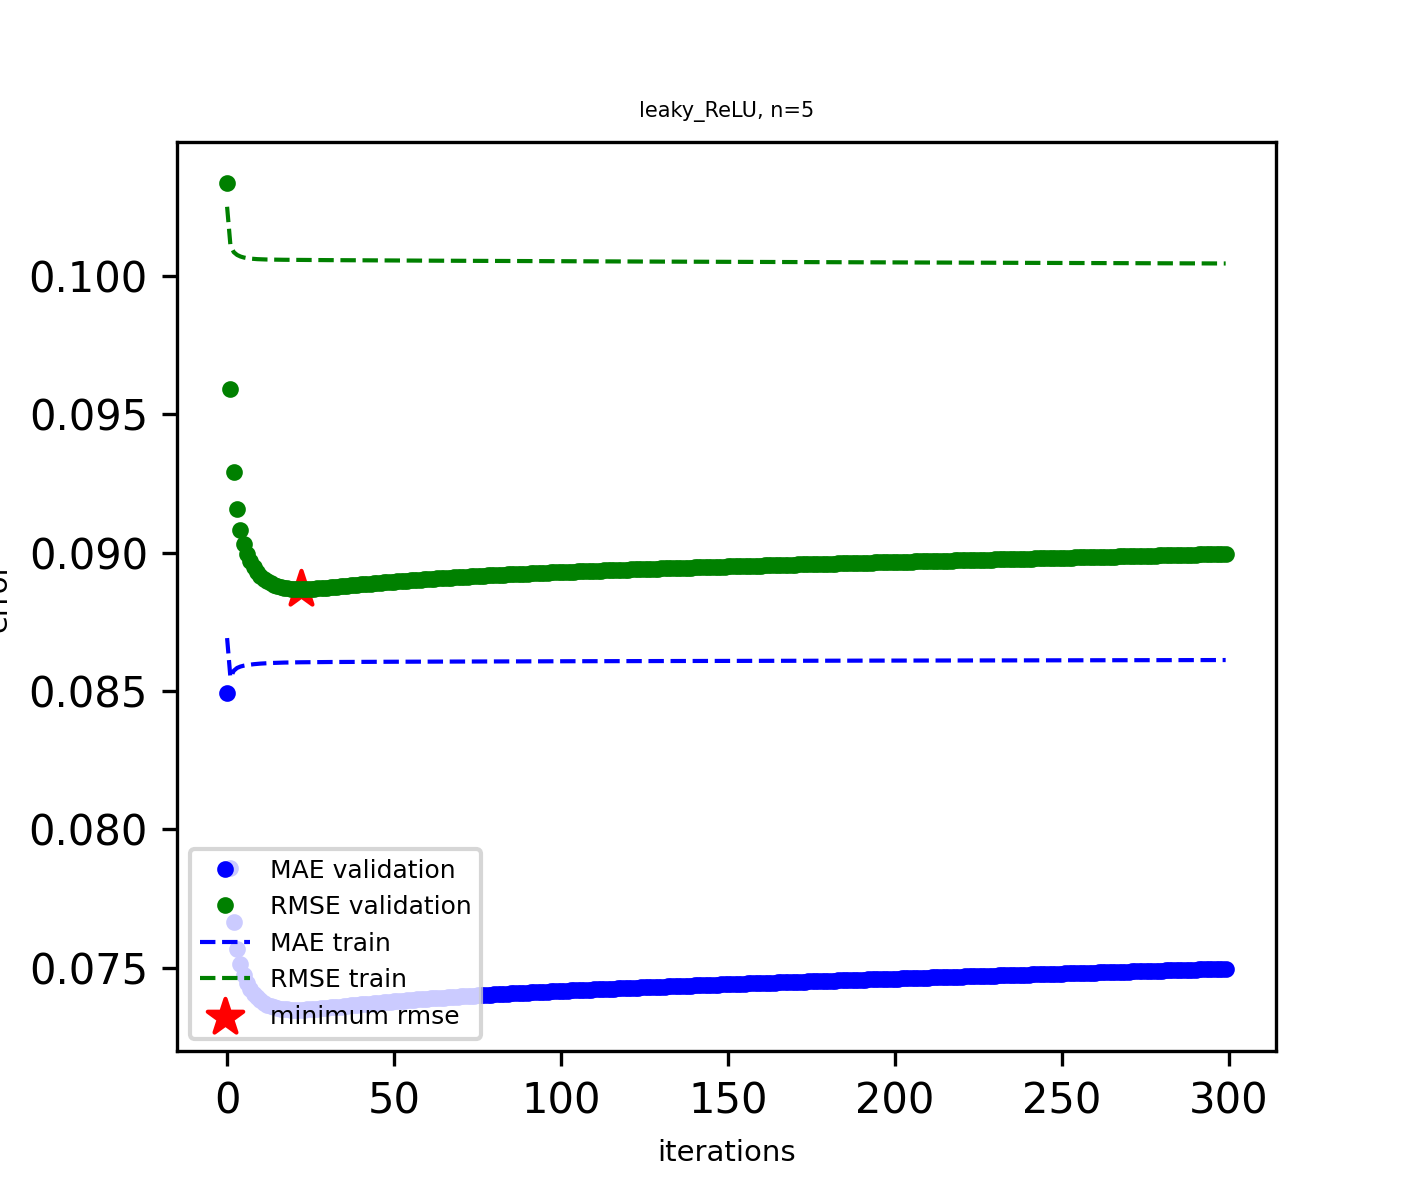 leaky_ReLU, n=5
0.100
0.095
0.090
0.085
0.080
0.075
MAE validation
RMSE validation
MAE train
RMSE train
minimum rmse
0 50 100 150 200 250 300
iterations